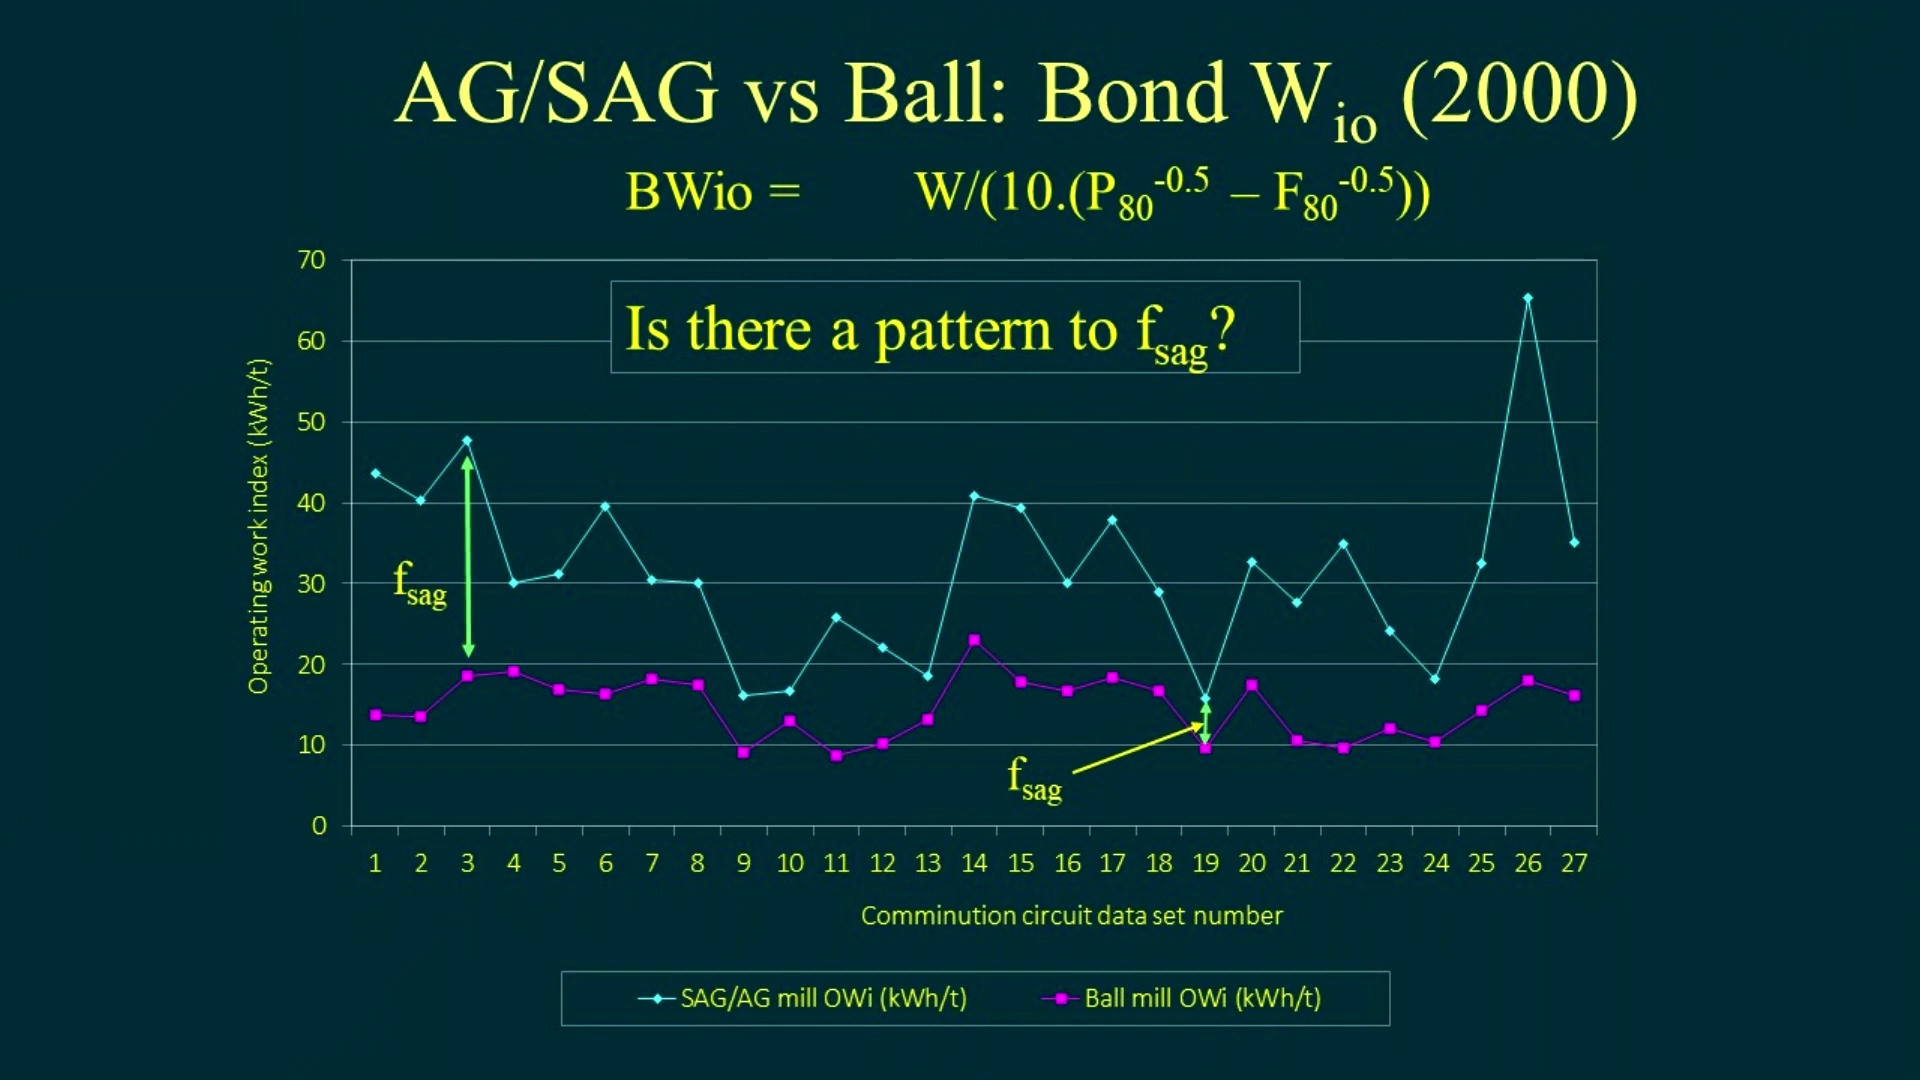 AG/SAG vs Ball: Bond Wio (2000)
BWio = W/(10.(P80-0.5 – F80-0.5))
70
Is there a pattern to fsag?
60
50
40
30
20
10
0
Operating work index (kWh/t)
fsag
fsag
1 2 3 4 5 6 7 8 9 10 11 12 13 14 15 16 17 18 19 20 21 22 23 24 25 26 27
Comminution circuit data set number
SAG/AG mill OWi (kWh/t) Ball mill OWi (kWh/t)